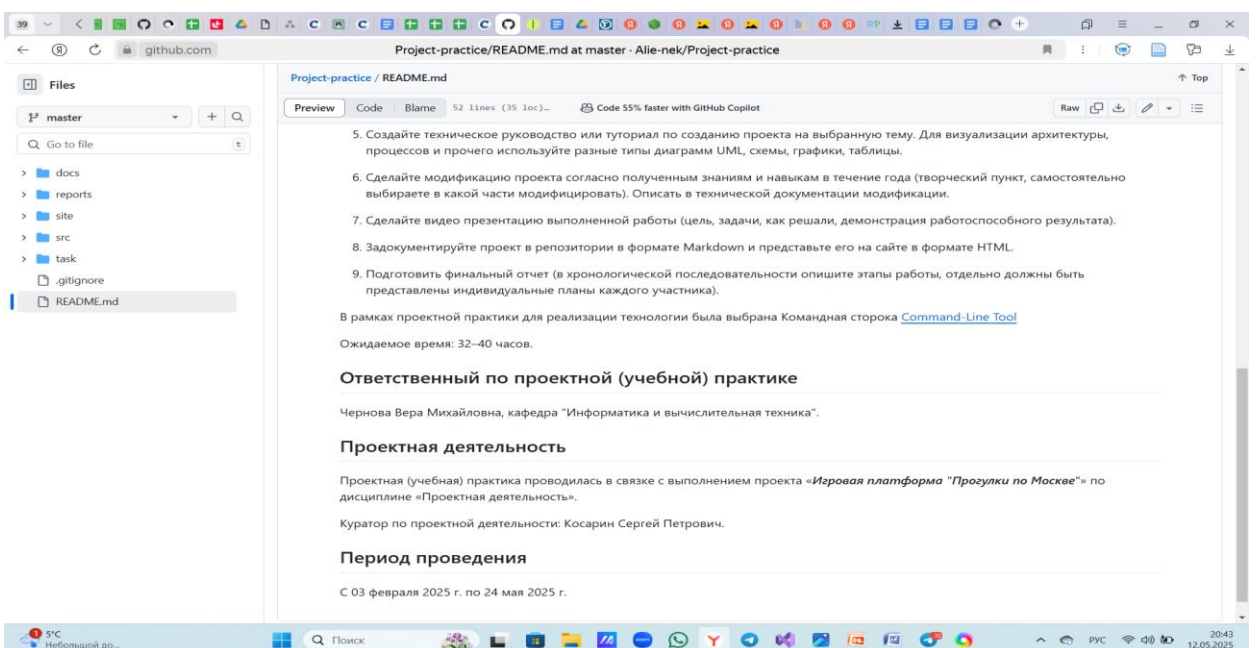 39
github.com
Project-practice/README.md at master · Alie-nek/Project-practice
Files
master
Go to file
t
docs
reports
site
src
task
.gitignore
README.md
Project-practice / README.md
Top
Preview Code Blame 52 lines (35 loc)... Code 55% faster with GitHub Copilot Raw
5. Создайте техническое руководство или туториал по созданию проекта на выбранную тему. Для визуализации архитектуры,
процессов и прочего используйте разные типы диаграмм UML, схемы, графики, таблицы.
6. Сделайте модификацию проекта согласно полученным знаниям и навыкам в течение года (творческий пункт, самостоятельно
выбираете в какой части модифицировать). Описать в технической документации модификации.
7. Сделайте видео презентацию выполненной работы (цель, задачи, как решали, демонстрация работоспособного результата).
8. Задокументируйте проект в репозитории в формате Markdown и представьте его на сайте в формате HTML.
9. Подготовить финальный отчет (в хронологической последовательности опишите этапы работы, отдельно должны быть
представлены индивидуальные планы каждого участника).
В рамках проектной практики для реализации технологии была выбрана Командная сторока Command-Line Tool
Ожидаемое время: 32–40 часов.
Ответственный по проектной (учебной) практике
Чернова Вера Михайловна, кафедра "Информатика и вычислительная техника".
Проектная деятельность
Проектная (учебная) практика проводилась в связке с выполнением проекта «Игровая платформа "Прогулки по Москве"» по
дисциплине «Проектная деятельность».
Куратор по проектной деятельности: Косарин Сергей Петрович.
Период проведения
С 03 февраля 2025 г. по 24 мая 2025 г.
5°C
Небольшой до...
Поиск
РУС
20:43
12.05.2025